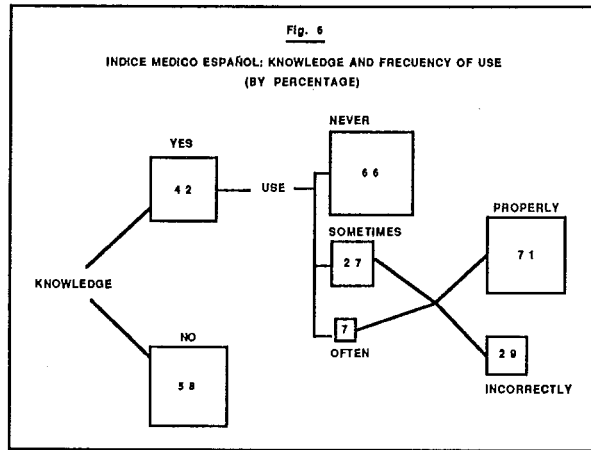 Fig. 6
INDICE MEDICO ESPAÑOL: KNOWLEDGE AND FRECUENCY OF USE
(BY PERCENTAGE)
NEVER
YES
66
42
USE
PROPERLY
SOMETIMES
71
27
KNOWLEDGE
7
NO
OFTEN
29
58
INCORRECTLY